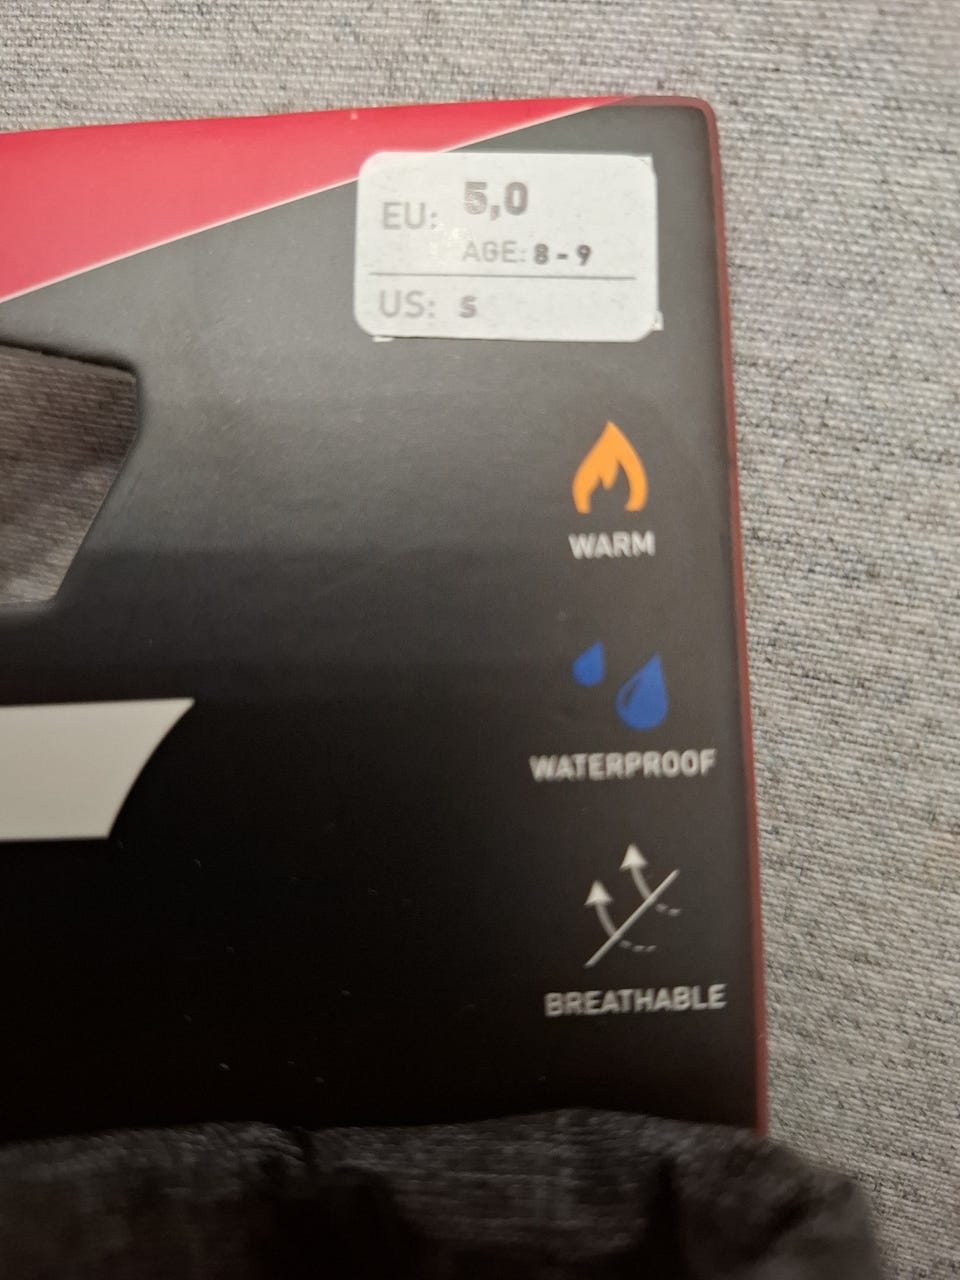 EU: 5,0
AGE: 8 - 9
US: S
WARM
WATERPROOF
BREATHABLE